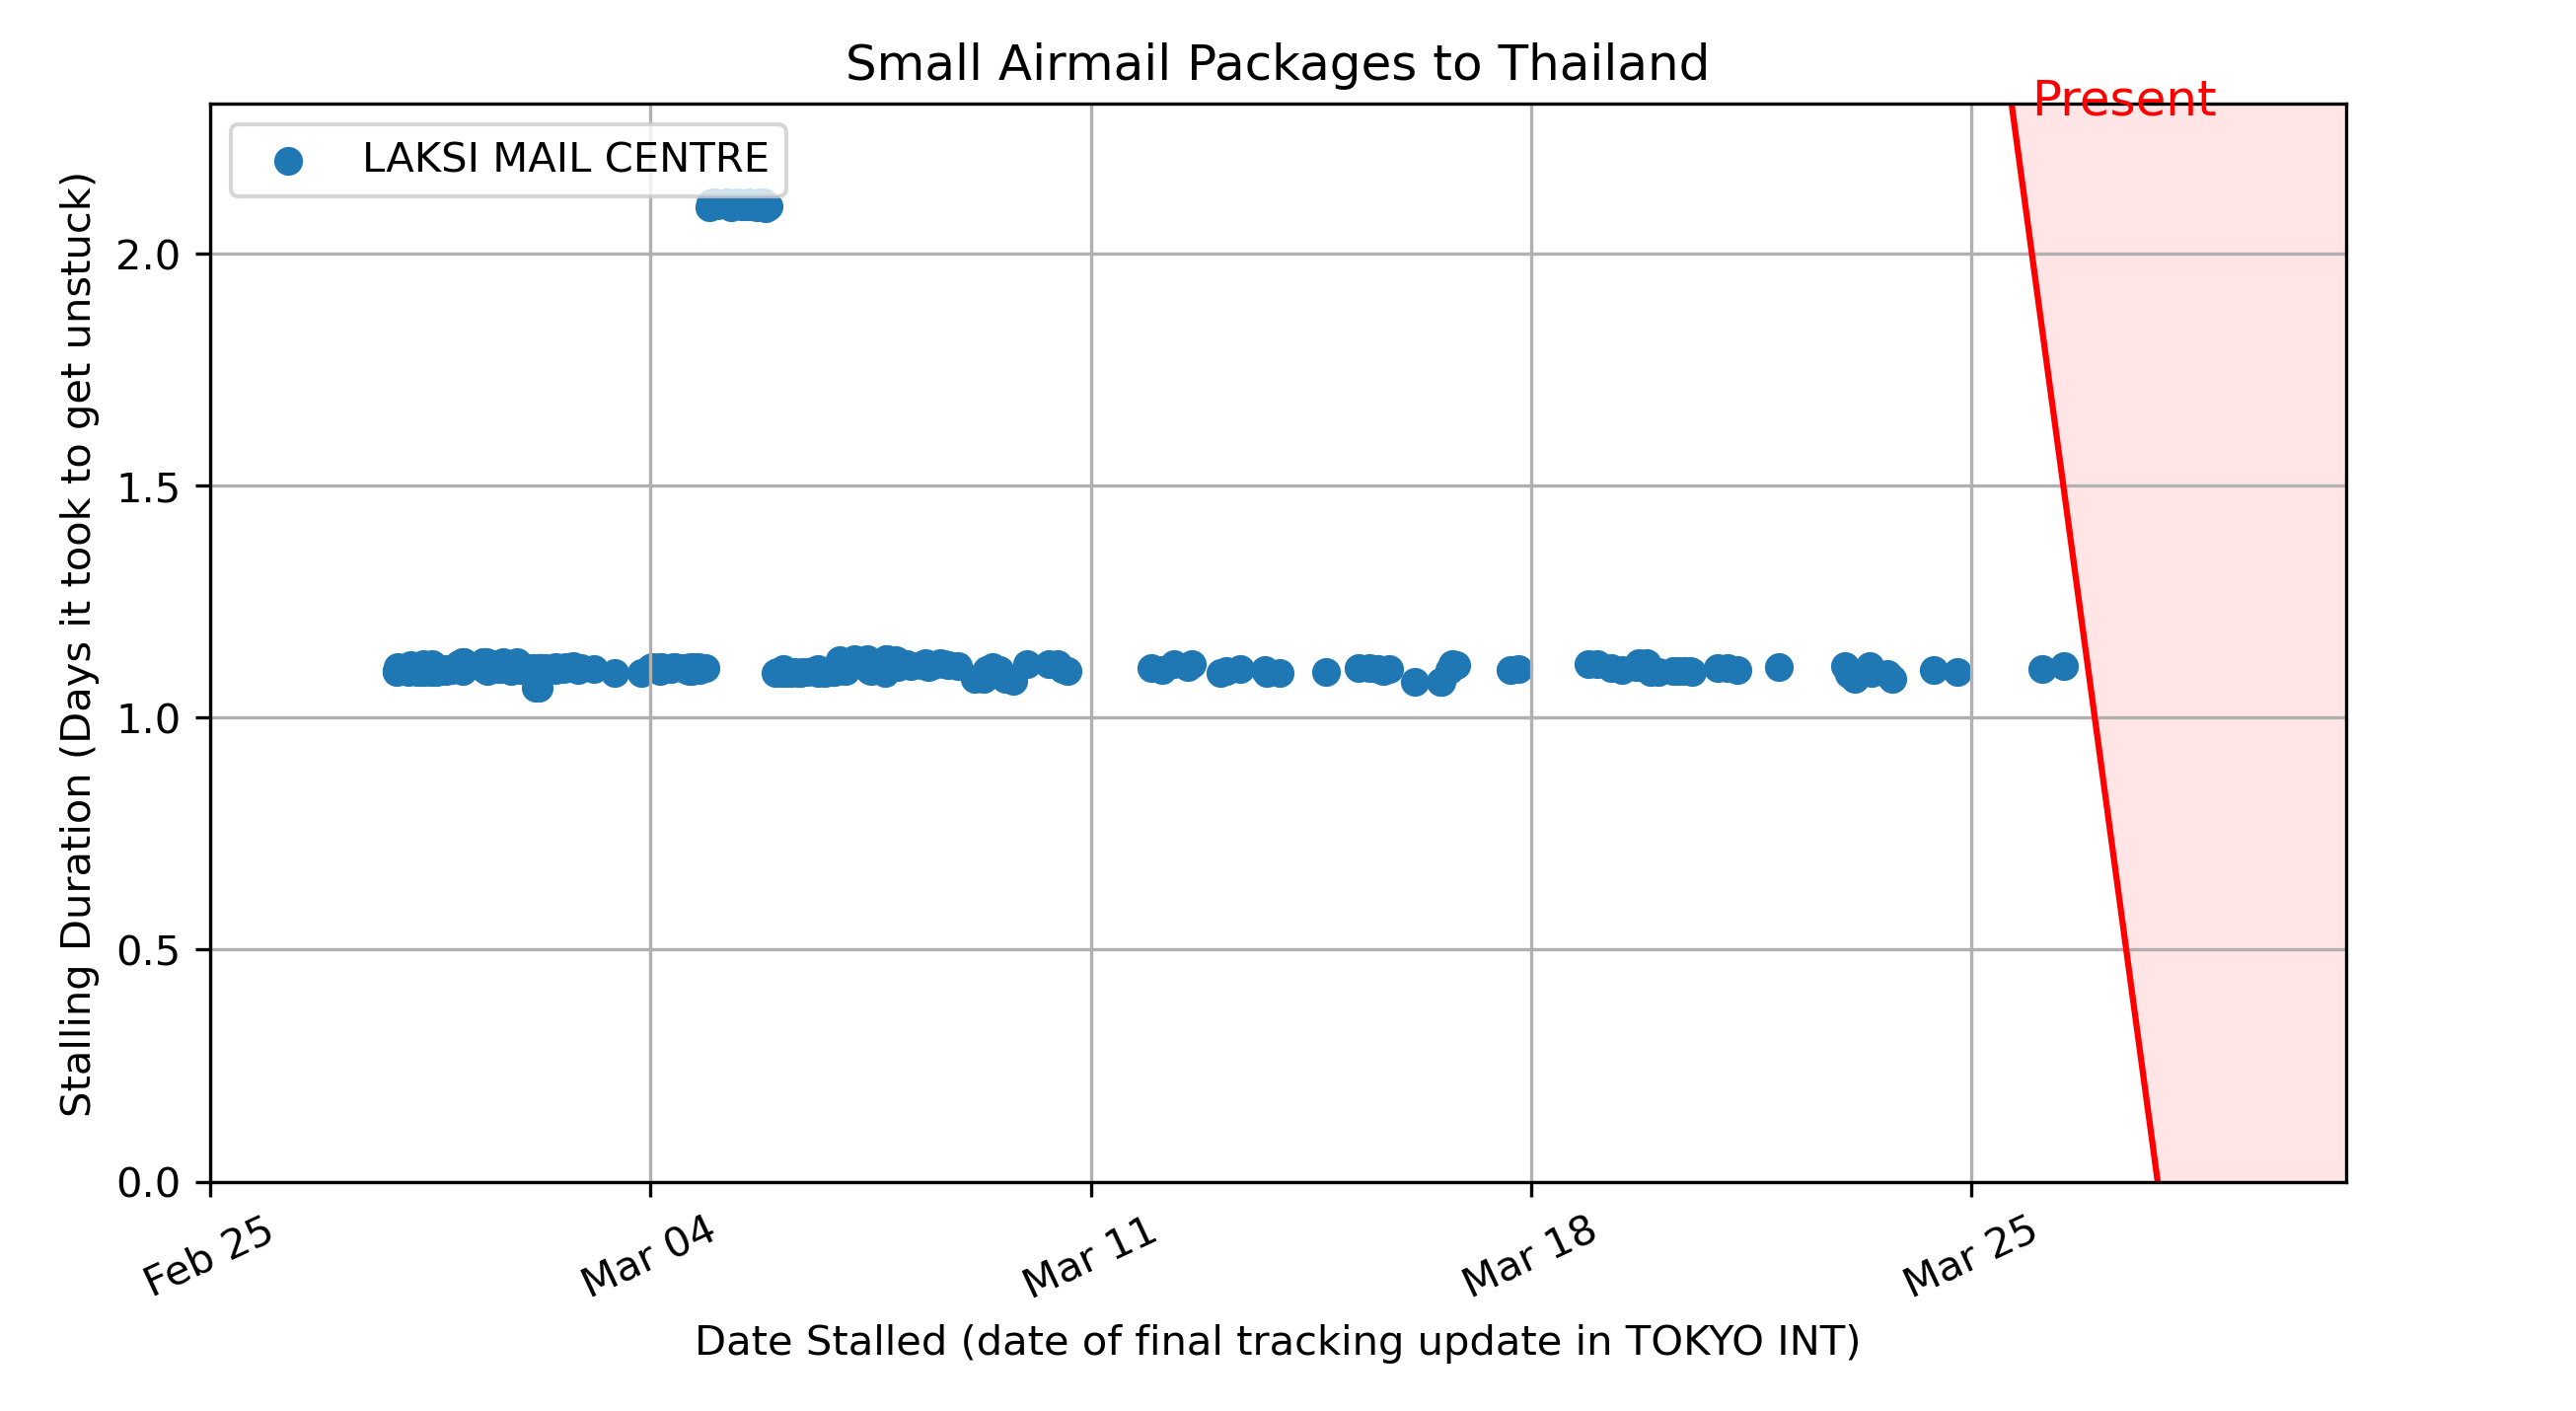 Small Airmail Packages to Thailand
Present
LAKSI MAIL CENTRE
Stalling Duration (Days it took to get unstuck)
2.0
1.5
1.0
0.5
0.0
Feb 25
Mar 04
Mar 11
Mar 18
Mar 25
Date Stalled (date of final tracking update in TOKYO INT)